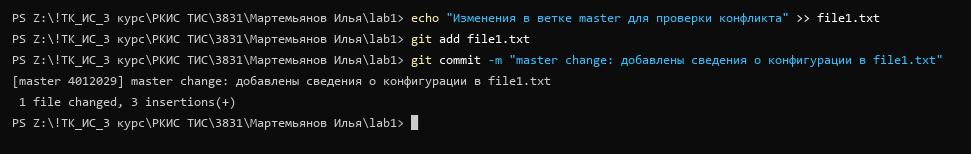 PS Z:\!ТК_ИС_3 курс\РКИС ТИС\3831\Мартемьянов Илья\lab1> echo "Изменения в ветке master для проверки конфликта" >> file1.txt
PS Z:\!ТК_ИС_3 курс\РКИС ТИС\3831\Мартемьянов Илья\lab1> git add file1.txt
PS Z:\!ТК_ИС_3 курс\РКИС ТИС\3831\Мартемьянов Илья\lab1> git commit -m "master change: добавлены сведения о конфигурации в file1.txt"
[master 4012029] master change: добавлены сведения о конфигурации в file1.txt
 1 file changed, 3 insertions(+)
PS Z:\!ТК_ИС_3 курс\РКИС ТИС\3831\Мартемьянов Илья\lab1>